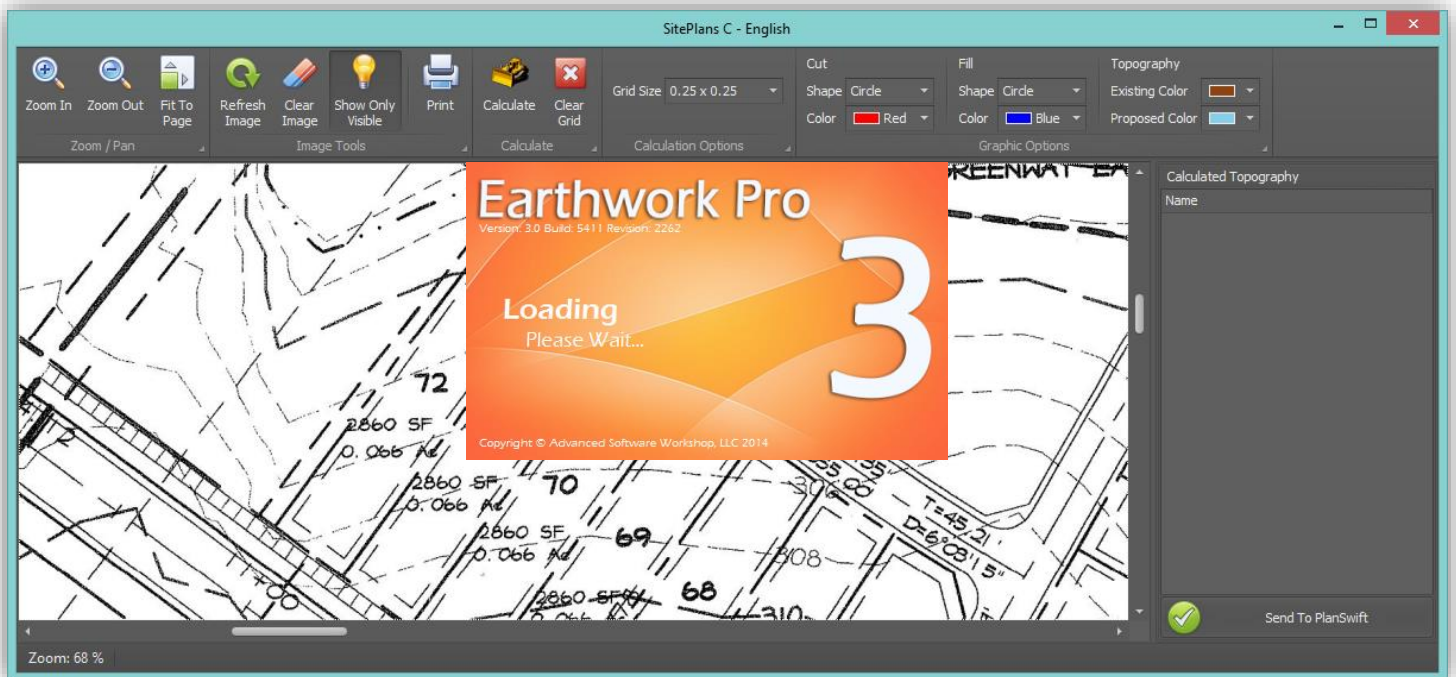 SitePlans C - English
Zoom In
Zoom Out
Fit To Page
Refresh Image
Clear Image
Show Only Visible
Print
Calculate
Clear Grid
Grid Size 0.25 x 0.25
Cut
Shape Circle
Color Red
Fill
Shape Circle
Color Blue
Topography
Existing Color
Proposed Color
Zoom / Pan
Image Tools
Calculate
Calculation Options
Graphic Options
Earthwork Pro
Version: 3.0 Build: 5411 Revision: 2262
3
Loading
Please Wait...
Copyright © Advanced Software Workshop, LLC 2014
72
2860 SF
0.066 Ac
2860 SF
0.066 Ac
70
2860 SF
0.066 Ac
69
68
2860 SF
308
310
T=45.21'
D=6°03'15"
Calculated Topography
Name
Send To PlanSwift
Zoom: 68 %